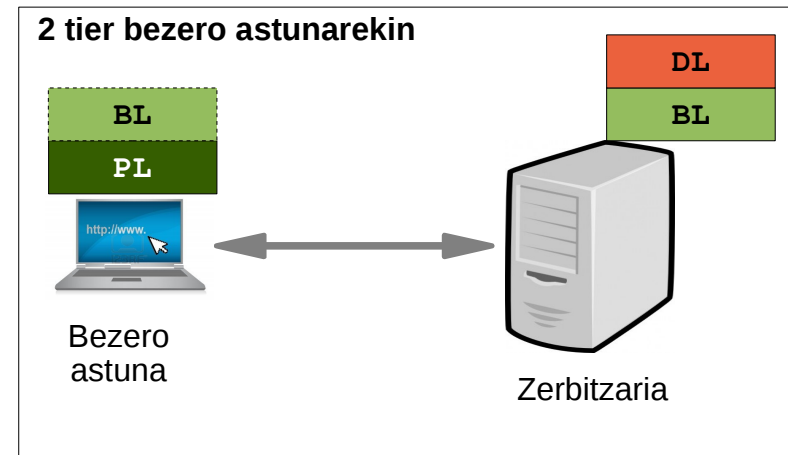 2 tier bezero astunarekin
DL
BL
BL
PL
http://www.
Bezero
astuna
Zerbitzaria